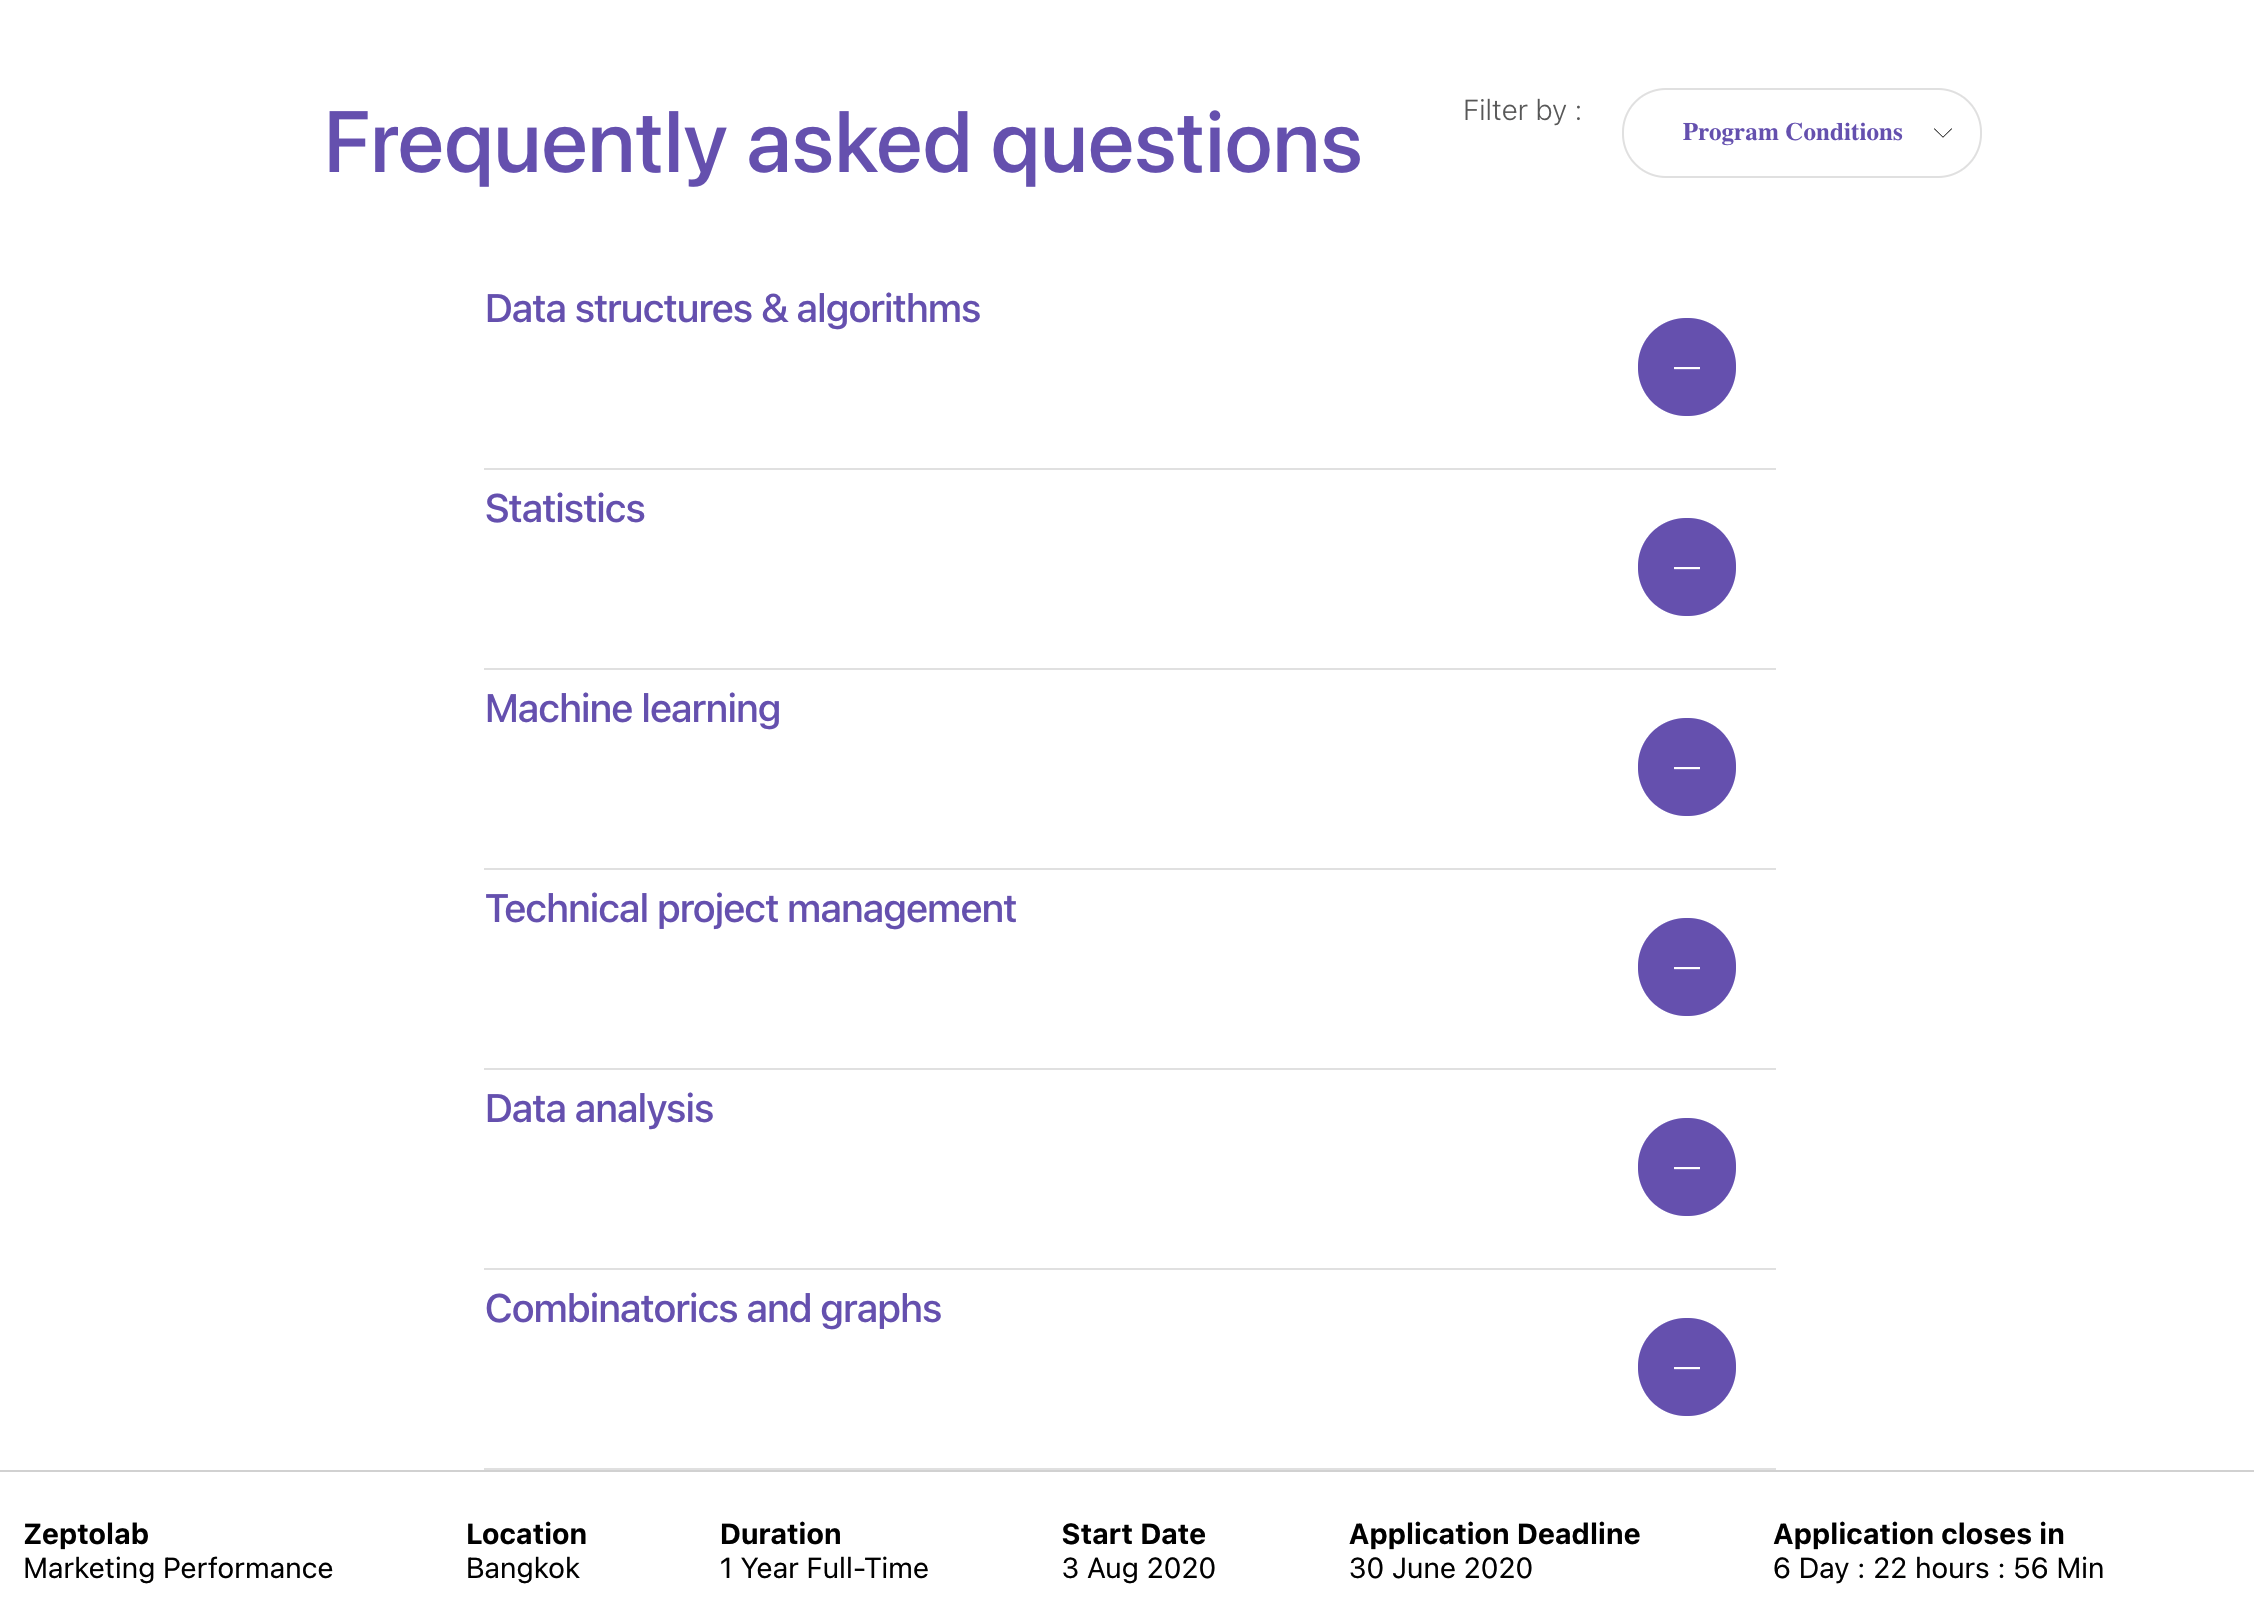 Frequently asked questions
Filter by :
Program Conditions
Data structures & algorithms
Statistics
Machine learning
Technical project management
Data analysis
Combinatorics and graphs
Zeptolab
Marketing Performance
Location
Bangkok
Duration
1 Year Full-Time
Start Date
3 Aug 2020
Application Deadline
30 June 2020
Application closes in
6 Day : 22 hours : 56 Min